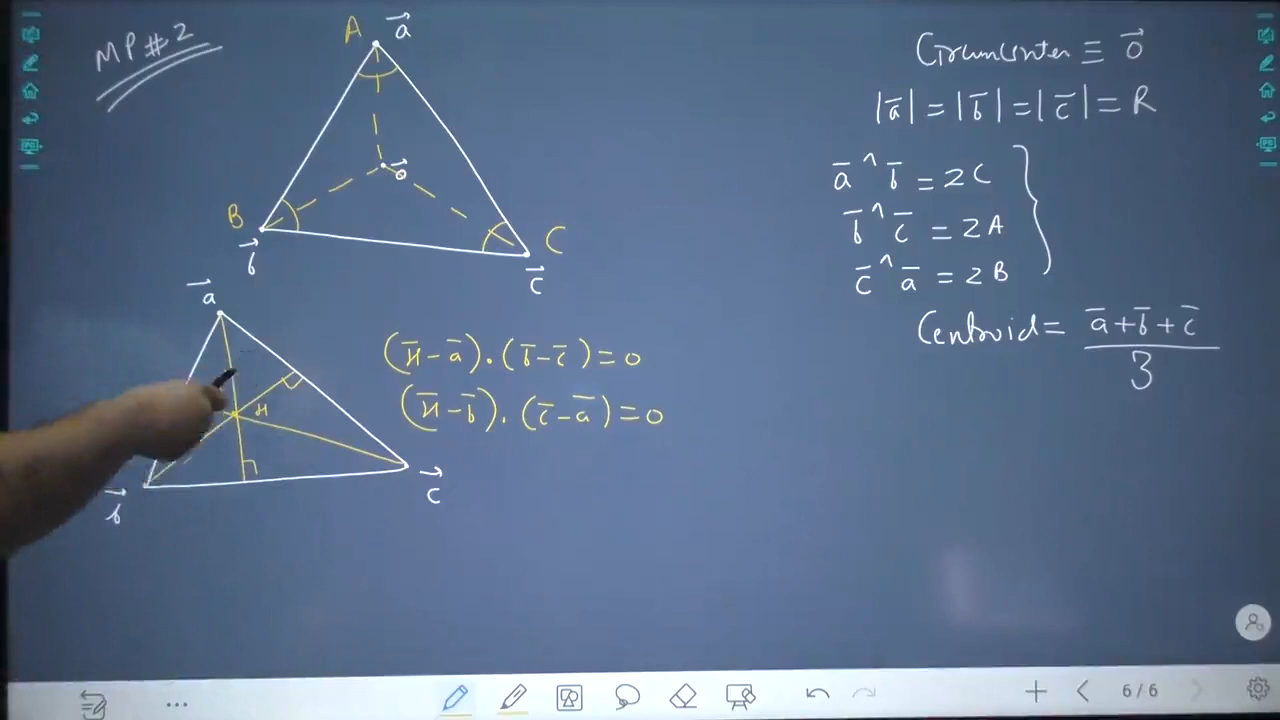 MP#2
A a⃗
o⃗
B
b⃗
C
c⃗
Circumcenter ≡ o⃗
|a̅| = |b̅| = |c̅| = R
a̅ ^ b̅ = 2C
b̅ ^ c̅ = 2A
c̅ ^ a̅ = 2B
Centroid = (a̅ + b̅ + c̅)/3
a⃗
H
b⃗
c⃗
(H̅ - a̅) . (b̅ - c̅) = 0
(H̅ - b̅) . (c̅ - a̅) = 0
6/6